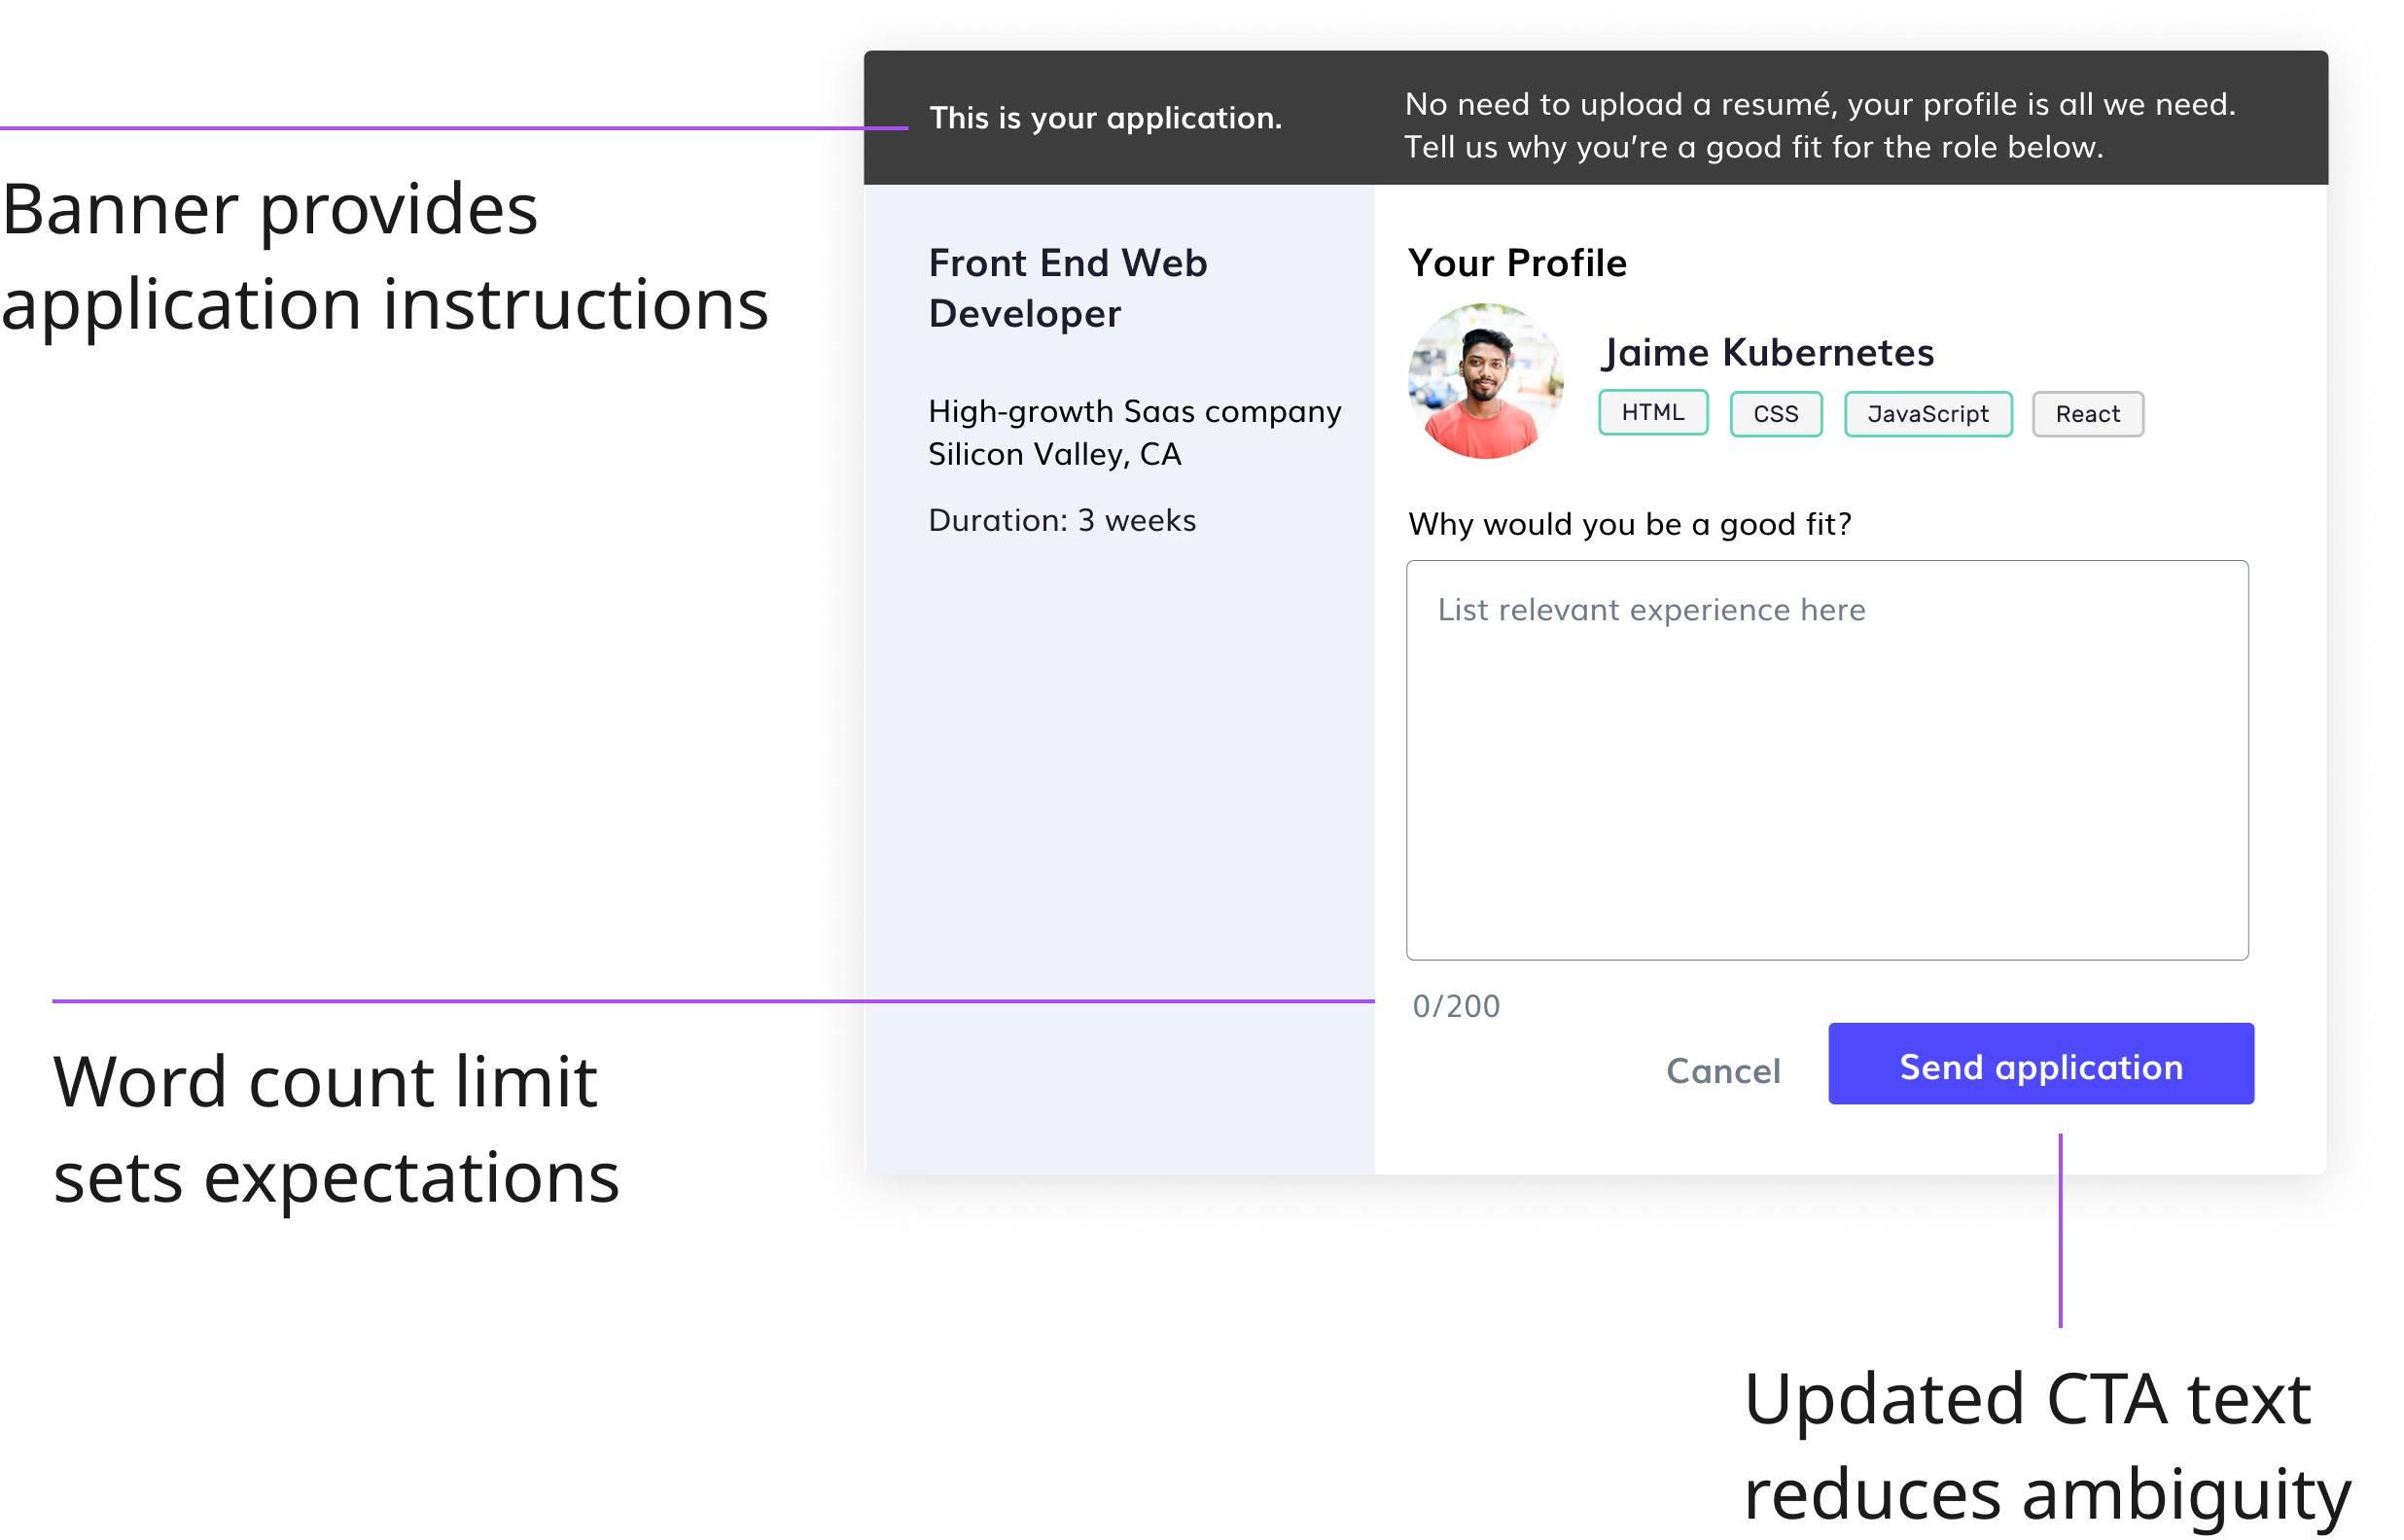 This is your application.
No need to upload a resumé, your profile is all we need.
Tell us why you’re a good fit for the role below.
Banner provides
application instructions
Front End Web
Developer
High-growth Saas company
Silicon Valley, CA
Duration: 3 weeks
Your Profile
Jaime Kubernetes
HTML CSS JavaScript React
Why would you be a good fit?
List relevant experience here
0/200
Word count limit
sets expectations
Cancel
Send application
Updated CTA text
reduces ambiguity